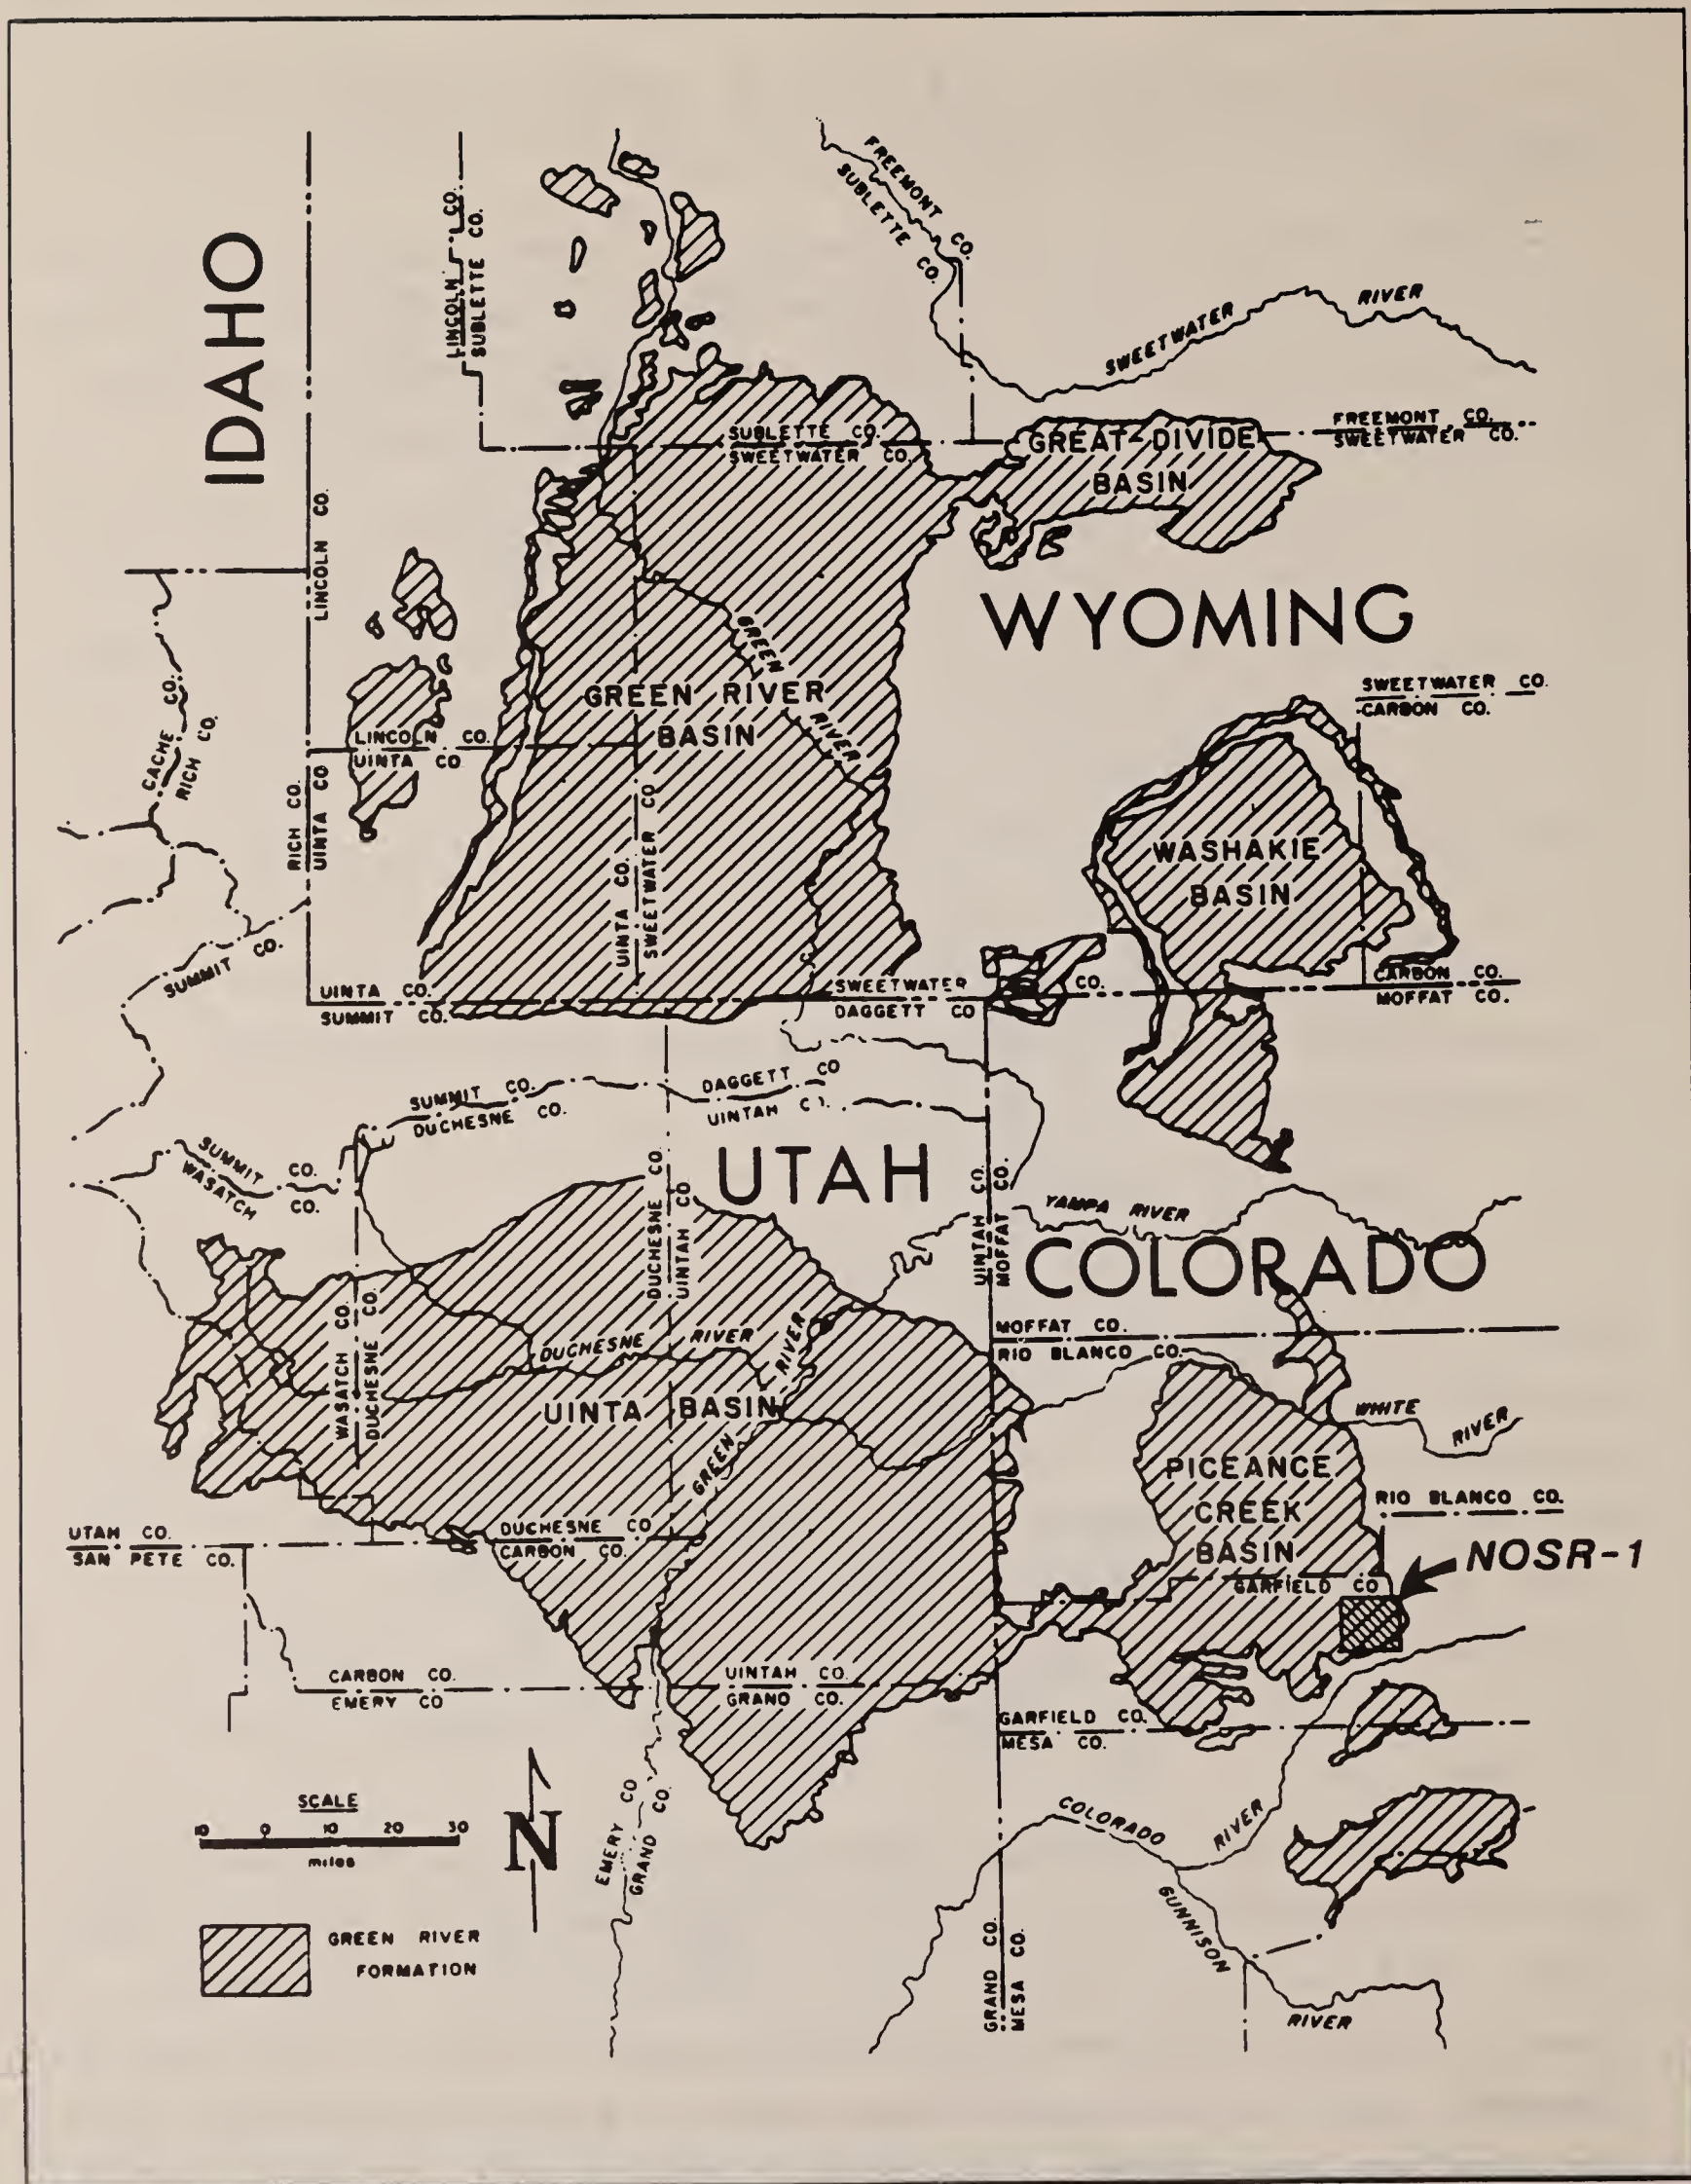 FREEMONT CO.
SUBLETTE CO.
LINCOLN CO.
SUBLETTE CO.
IDAHO
SWEETWATER RIVER
SUBLETTE CO.
SWEETWATER CO.
GREAT DIVIDE
BASIN
FREEMONT CO.
SWEETWATER CO.
LINCOLN CO.
WYOMING
GREEN RIVER
GREEN RIVER
BASIN
SWEETWATER CO.
CARBON CO.
CACHE CO.
RICH CO.
LINCOLN CO.
UINTA CO
RICH CO.
UINTA CO
UINTA CO.
SWEETWATER CO
WASHAKIE
BASIN
SUMMIT CO.
UINTA CO.
SUMMIT CO.
SWEETWATER CO.
DAGGETT CO
CARBON CO.
MOFFAT CO.
SUMMIT CO.
DUCHESNE CO.
DAGGETT CO
UINTAH
SUMMIT CO.
WASATCH CO.
UTAH
DUCHESNE CO.
UINTAH CO
UINTAH CO.
MOFFAT CO.
YAMPA RIVER
COLORADO
WASATCH CO.
DUCHESNE CO.
DUCHESNE RIVER
GREEN RIVER
MOFFAT CO.
RIO BLANCO CO.
UINTA BASIN
WHITE RIVER
PICEANCE
CREEK
BASIN
RIO BLANCO CO.
GARFIELD CO
NOSR-1
UTAH CO.
SAN PETE CO.
DUCHESNE CO
CARBON CO.
CARBON CO.
EMERY CO
UINTAH CO.
GRAND CO.
GARFIELD CO.
MESA CO.
EMERY CO
GRAND CO.
COLORADO RIVER
GUNNISON
RIVER
GRAND CO.
MESA CO.
SCALE
10 0 10 20 30
miles
N
GREEN RIVER
FORMATION